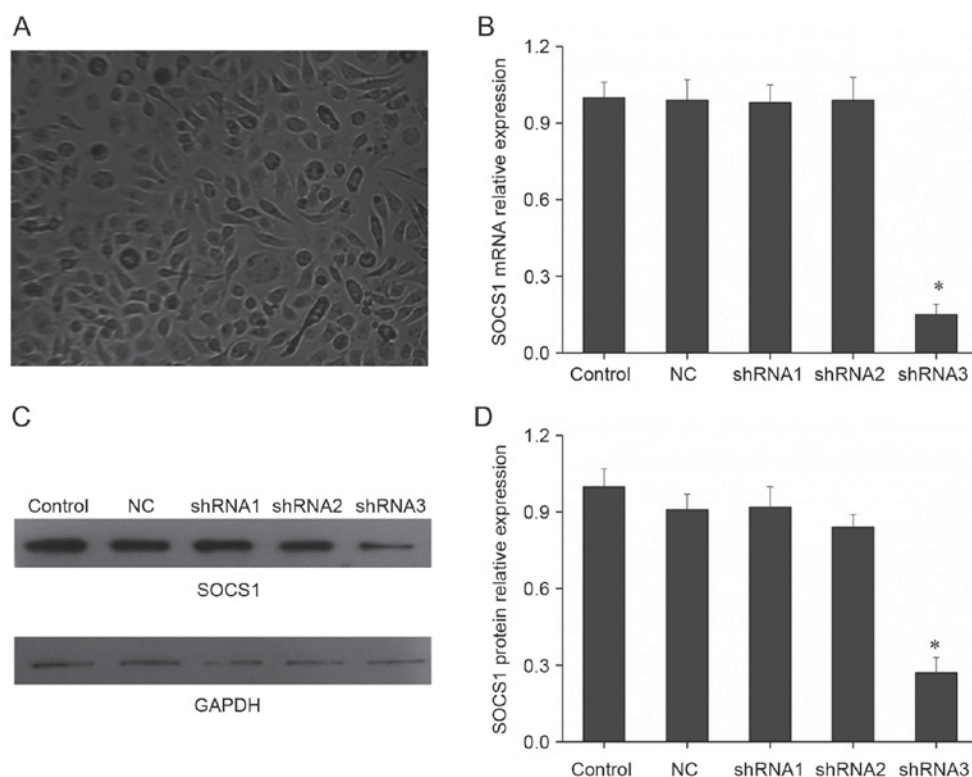 A
B
SOCS1 mRNA relative expression
1.2
0.9
0.6
0.3
0.0
*
Control NC shRNA1 shRNA2 shRNA3
C
Control NC shRNA1 shRNA2 shRNA3
SOCS1
GAPDH
D
SOCS1 protein relative expression
1.2
0.9
0.6
0.3
0.0
*
Control NC shRNA1 shRNA2 shRNA3